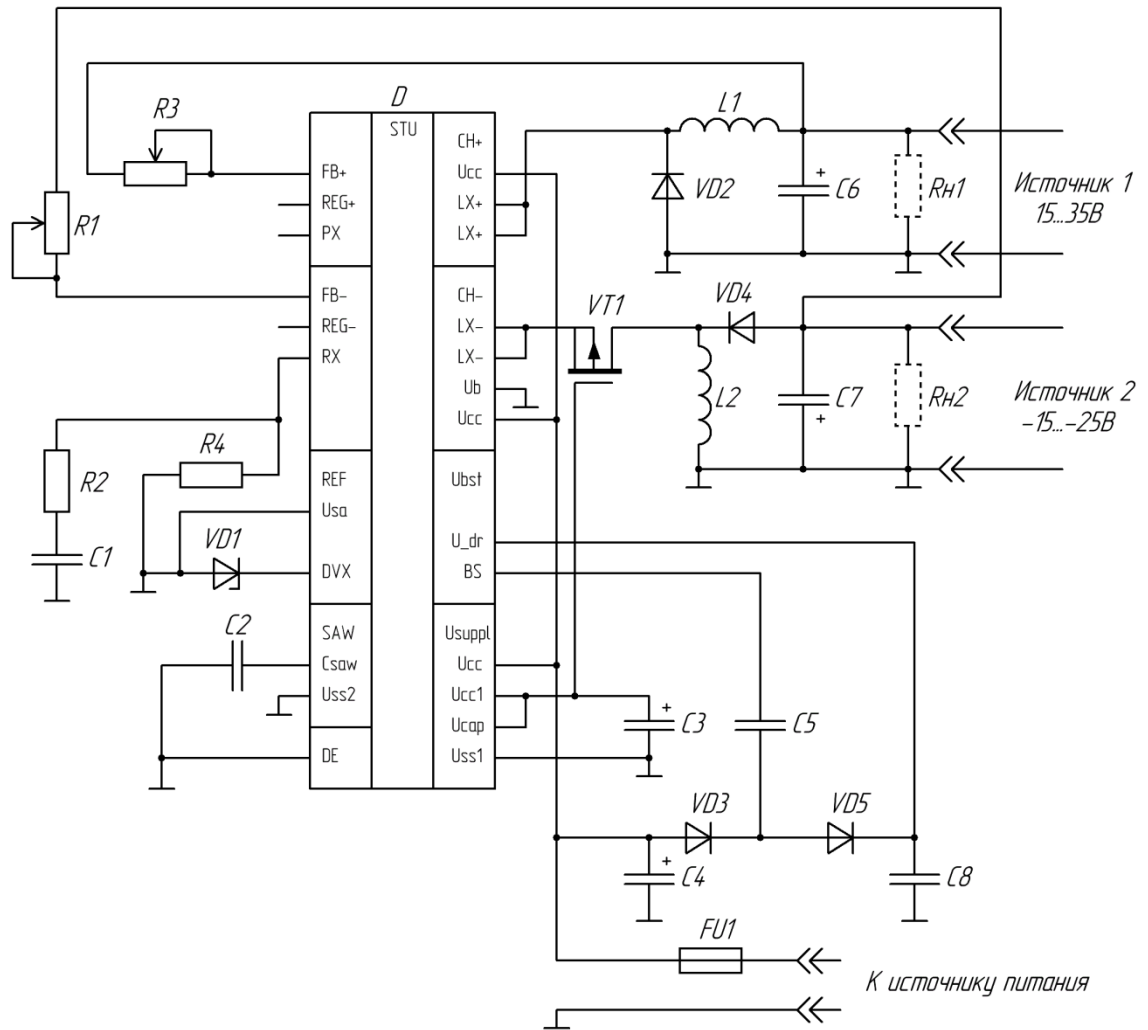 D
STU
R3
R1
FB+
REG+
PX
FB-
REG-
RX
R4
R2
C1
VD1
REF
Usa
DVX
C2
SAW
Csaw
Uss2
DE
CH+
Ucc
LX+
LX+
CH-
LX-
LX-
Ub
Ucc
Ubst
U_dr
BS
Usuppl
Ucc
Ucc1
Ucap
Uss1
L1
VD2
+
C6
Rн1
Источник 1
15...35В
VT1
VD4
L2
C7
+
Rн2
Источник 2
-15...-25В
+
C3
C5
VD3
VD5
+
C4
C8
FU1
К источнику питания